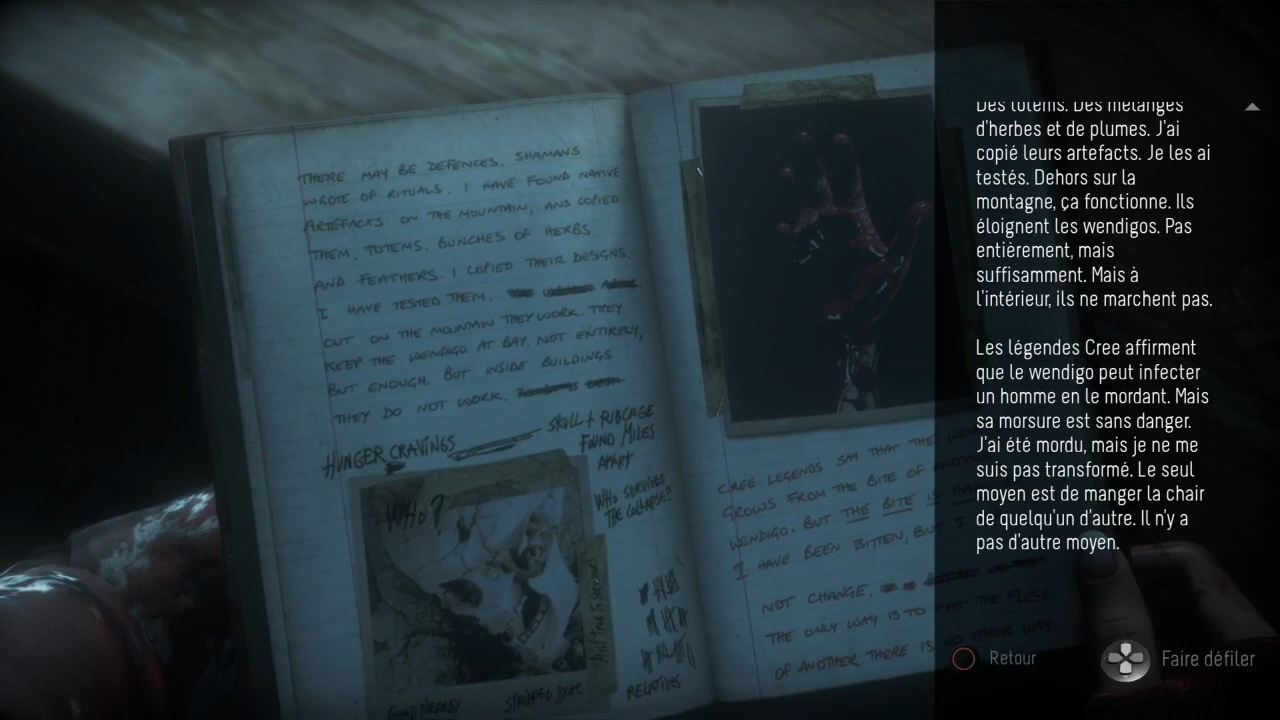 THERE MAY BE DEFENCES. SHAMANS
WROTE OF RITUALS. I HAVE FOUND NATIVE
ARTEFACTS ON THE MOUNTAIN, AND COPIED
THEM, TOTEMS. BUNCHES OF HERBS
AND FEATHERS. I COPIED THEIR DESIGNS.
I HAVE TESTED THEM.
OUT ON THE MOUNTAIN THEY WORK. THEY
KEEP THE WENDIGO AT BAY. NOT ENTIRELY,
BUT ENOUGH. BUT INSIDE BUILDINGS
THEY DO NOT WORK.
HUNGER CRAVINGS
SKULL + RIBCAGE
FOUND MILES
APART
WHO?
WHO SURVIVED
THE COLLAPSE?
RELATIVES
FOUND NEARBY
STRIPPED BARE
CREE LEGENDS SAY THAT THE
GROWS FROM THE BITE OF
WENDIGO. BUT THE BITE IS
I HAVE BEEN BITTEN, BUT I
NOT CHANGE.
THE ONLY WAY IS TO EAT THE FLESH
OF ANOTHER. THERE IS NO OTHER WAY.
Des totems. Des mélanges
d'herbes et de plumes. J'ai
copié leurs artefacts. Je les ai
testés. Dehors sur la
montagne, ça fonctionne. Ils
éloignent les wendigos. Pas
entièrement, mais
suffisamment. Mais à
l'intérieur, ils ne marchent pas.
Les légendes Cree affirment
que le wendigo peut infecter
un homme en le mordant. Mais
sa morsure est sans danger.
J'ai été mordu, mais je ne me
suis pas transformé. Le seul
moyen est de manger la chair
de quelqu'un d'autre. Il n'y a
pas d'autre moyen.
Retour
Faire défiler